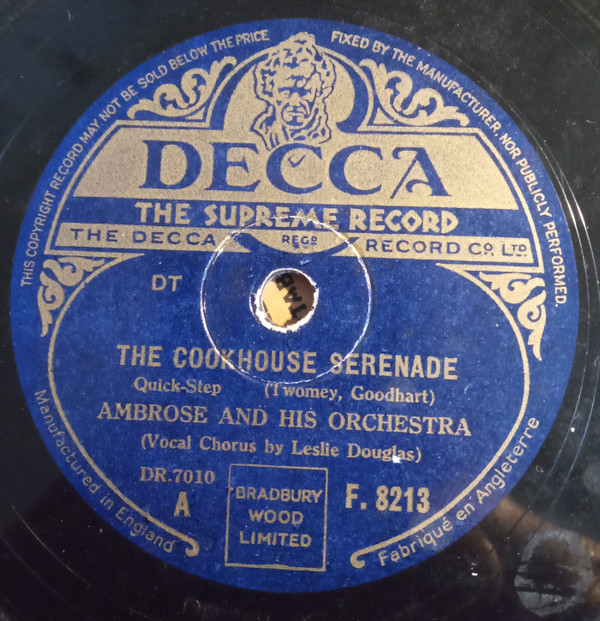 THIS COPYRIGHT RECORD MAY NOT BE SOLD BELOW THE PRICE FIXED BY THE MANUFACTURER, NOR PUBLICLY PERFORMED.
DECCA
THE SUPREME RECORD
THE DECCA REGD RECORD CO. LTD.
DT
THE COOKHOUSE SERENADE
Quick-Step (Twomey, Goodhart)
AMBROSE AND HIS ORCHESTRA
(Vocal Chorus by Leslie Douglas)
DR.7010
A
BRADBURY
WOOD
LIMITED
F. 8213
Manufactured in England
Fabriqué en Angleterre